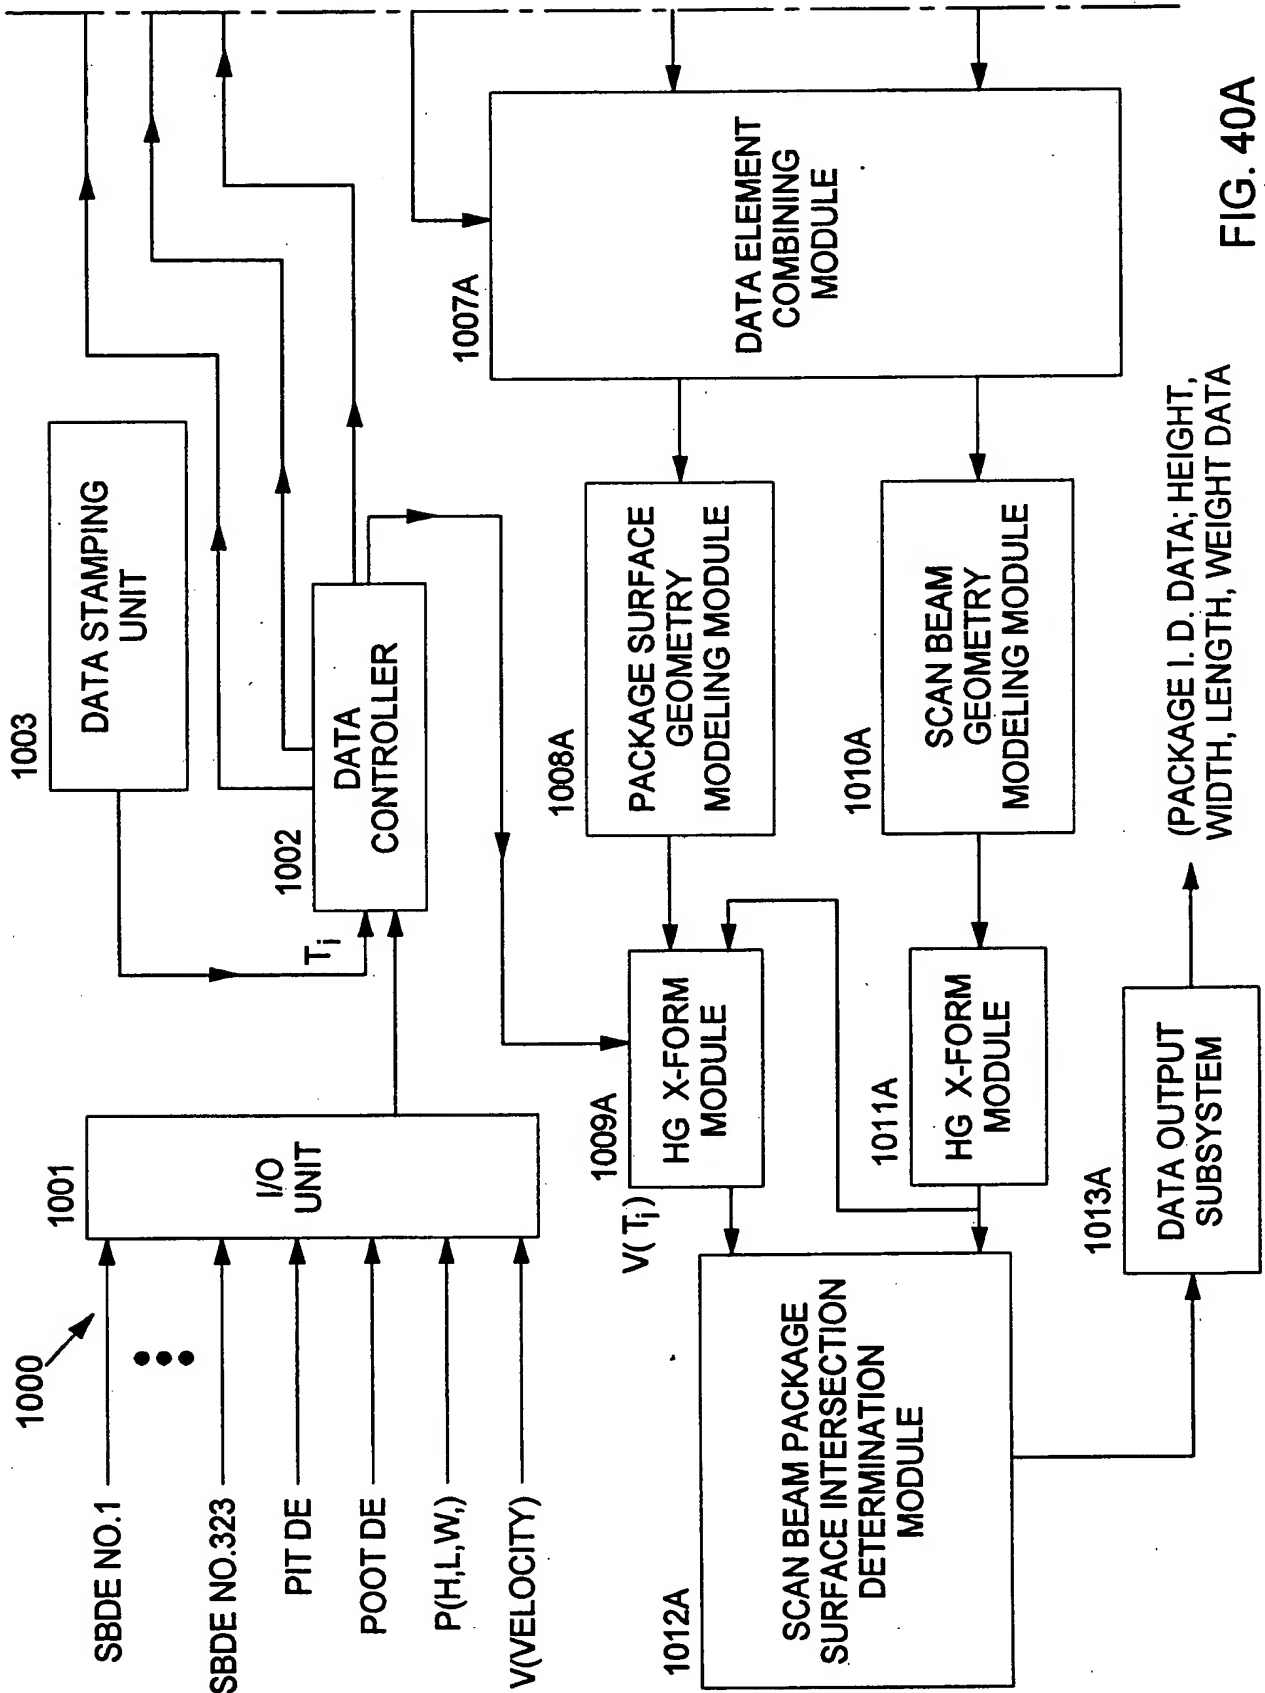 1000
SBDE NO.1
SBDE NO.323
PIT DE
POOT DE
P(H,L,W,)
V(VELOCITY)
1001
I/O
UNIT
1003
DATA STAMPING
UNIT
Ti
1002
DATA
CONTROLLER
1007A
DATA ELEMENT
COMBINING
MODULE
1008A
PACKAGE SURFACE
GEOMETRY
MODELING MODULE
1010A
SCAN BEAM
GEOMETRY
MODELING MODULE
1009A
HG X-FORM
MODULE
V( Ti )
1011A
HG X-FORM
MODULE
1012A
SCAN BEAM PACKAGE
SURFACE INTERSECTION
DETERMINATION
MODULE
1013A
DATA OUTPUT
SUBSYSTEM
(PACKAGE I. D. DATA; HEIGHT,
WIDTH, LENGTH, WEIGHT DATA
FIG. 40A